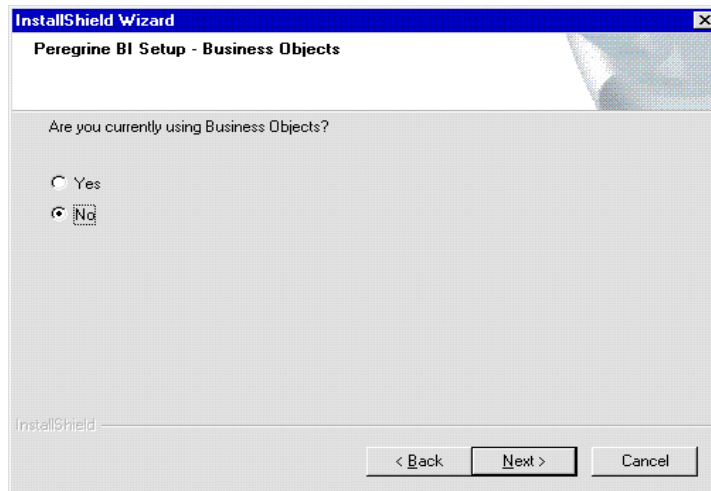 InstallShield Wizard
Peregrine BI Setup - Business Objects
Are you currently using Business Objects?
Yes
No
InstallShield
< Back Next > Cancel